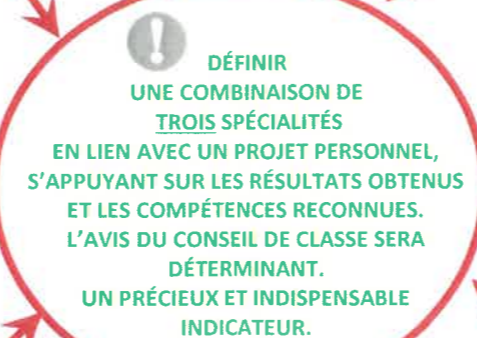 !
DÉFINIR
UNE COMBINAISON DE
TROIS SPÉCIALITÉS
EN LIEN AVEC UN PROJET PERSONNEL,
S'APPUYANT SUR LES RÉSULTATS OBTENUS
ET LES COMPÉTENCES RECONNUES.
L'AVIS DU CONSEIL DE CLASSE SERA
DÉTERMINANT.
UN PRÉCIEUX ET INDISPENSABLE
INDICATEUR.